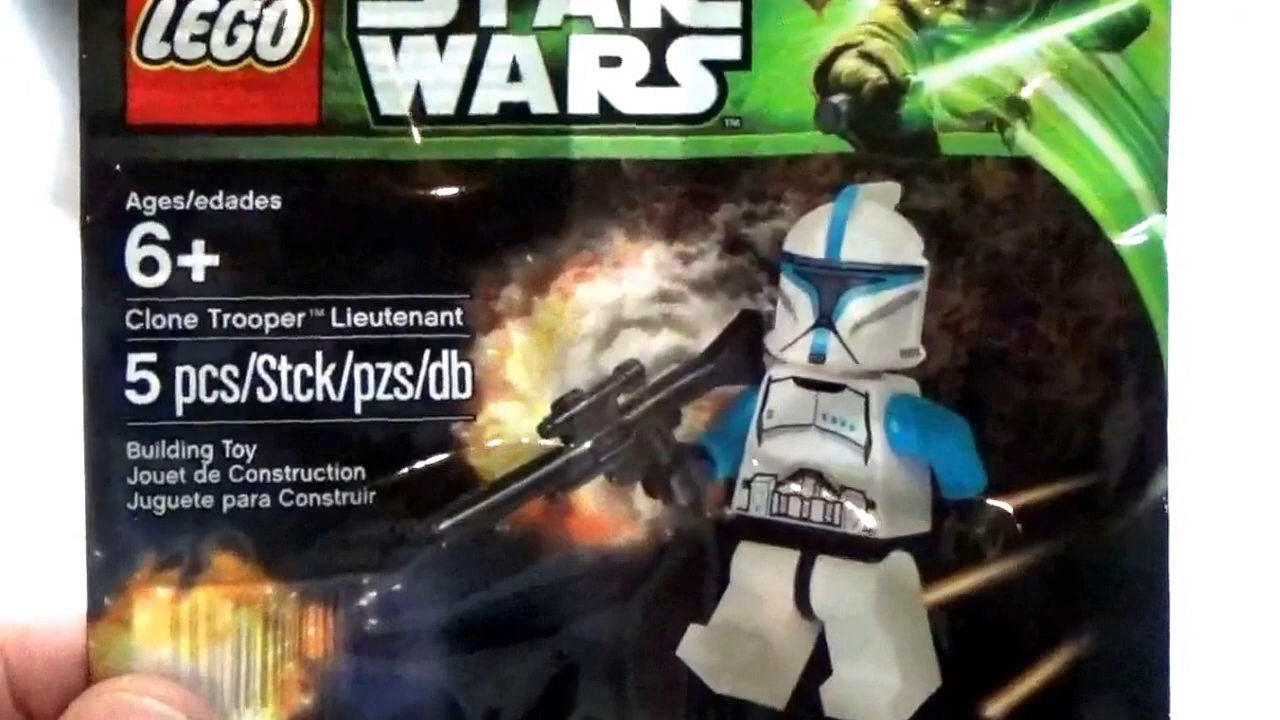 LEGO
STAR
WARS™
Ages/edades
6+
Clone Trooper™ Lieutenant
5 pcs/Stck/pzs/db
Building Toy
Jouet de Construction
Juguete para Construir